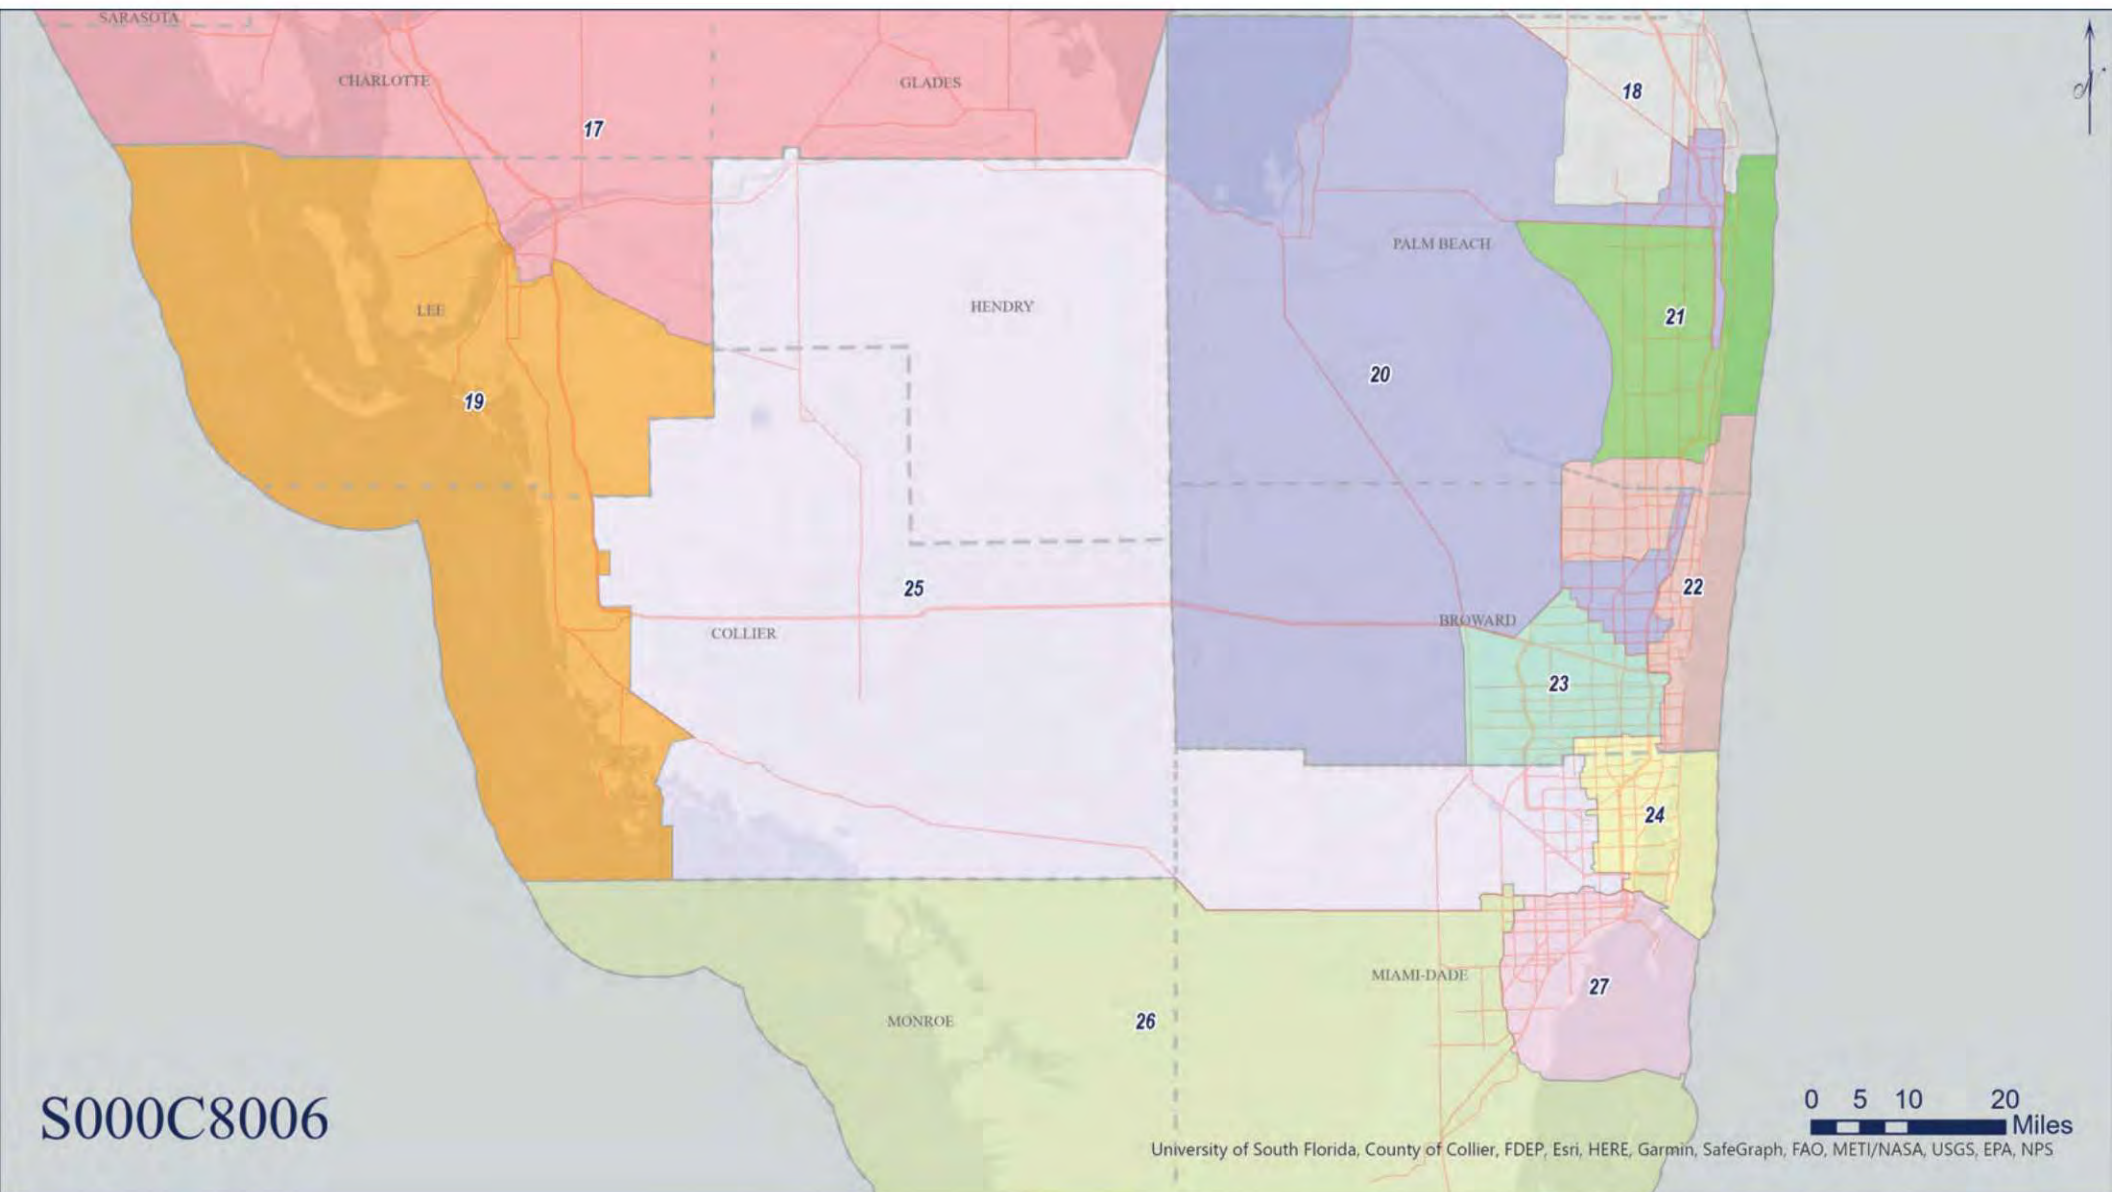 SARASOTA
CHARLOTTE
GLADES
17
18
PALM BEACH
HENDRY
LEE
21
20
19
25
22
BROWARD
COLLIER
23
24
MIAMI-DADE
27
MONROE
26
S000C8006
0 5 10 20
Miles
University of South Florida, County of Collier, FDEP, Esri, HERE, Garmin, SafeGraph, FAO, METI/NASA, USGS, EPA, NPS